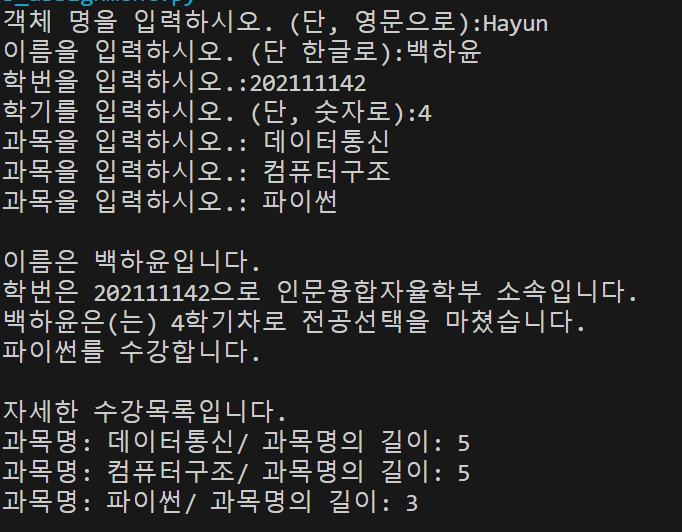 객체 명을 입력하시오. (단, 영문으로):Hayun
이름을 입력하시오. (단 한글로):백하윤
학번을 입력하시오.:202111142
학기를 입력하시오. (단, 숫자로):4
과목을 입력하시오.: 데이터통신
과목을 입력하시오.: 컴퓨터구조
과목을 입력하시오.: 파이썬
이름은 백하윤입니다.
학번은 202111142으로 인문융합자율학부 소속입니다.
백하윤은(는) 4학기차로 전공선택을 마쳤습니다.
파이썬를 수강합니다.
자세한 수강목록입니다.
과목명: 데이터통신/ 과목명의 길이: 5
과목명: 컴퓨터구조/ 과목명의 길이: 5
과목명: 파이썬/ 과목명의 길이: 3